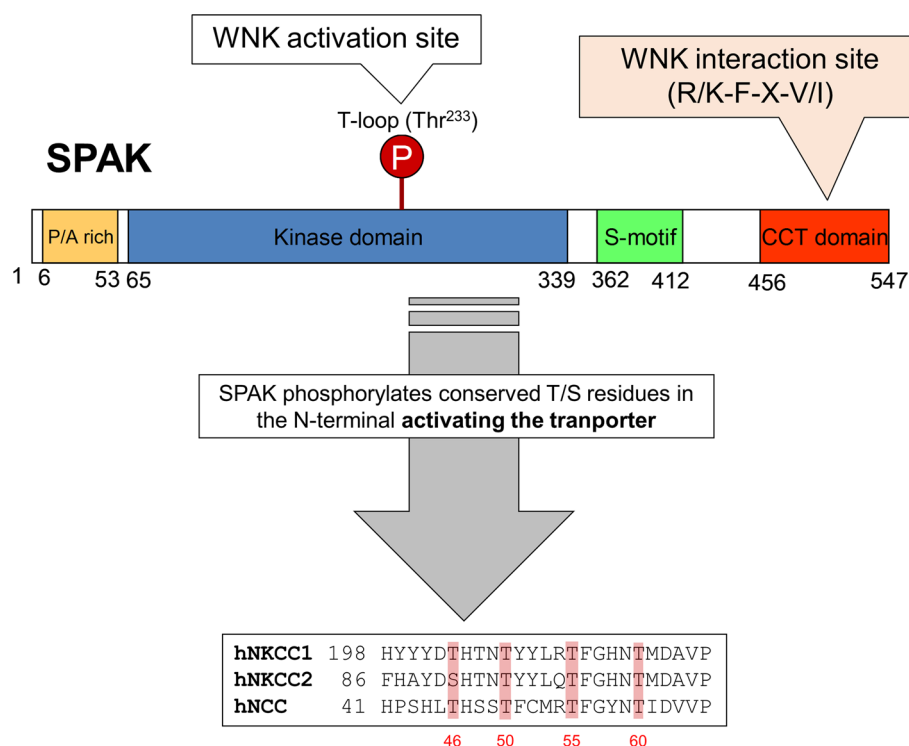 WNK activation site
WNK interaction site
(R/K-F-X-V/I)
T-loop (Thr²³³)
P
SPAK
P/A rich
Kinase domain
S-motif
CCT domain
1 6 53 65 339 362 412 456 547
SPAK phosphorylates conserved T/S residues in
the N-terminal activating the tranporter
hNKCC1 198 HYYYDTHTNTYYLRTFGHNTMDAVP
hNKCC2 86 FHAYDSHTNTYYLQTFGHNTMDAVP
hNCC 41 HPSHLTHSSTFCMRTFGYNTIDVVP
46 50 55 60